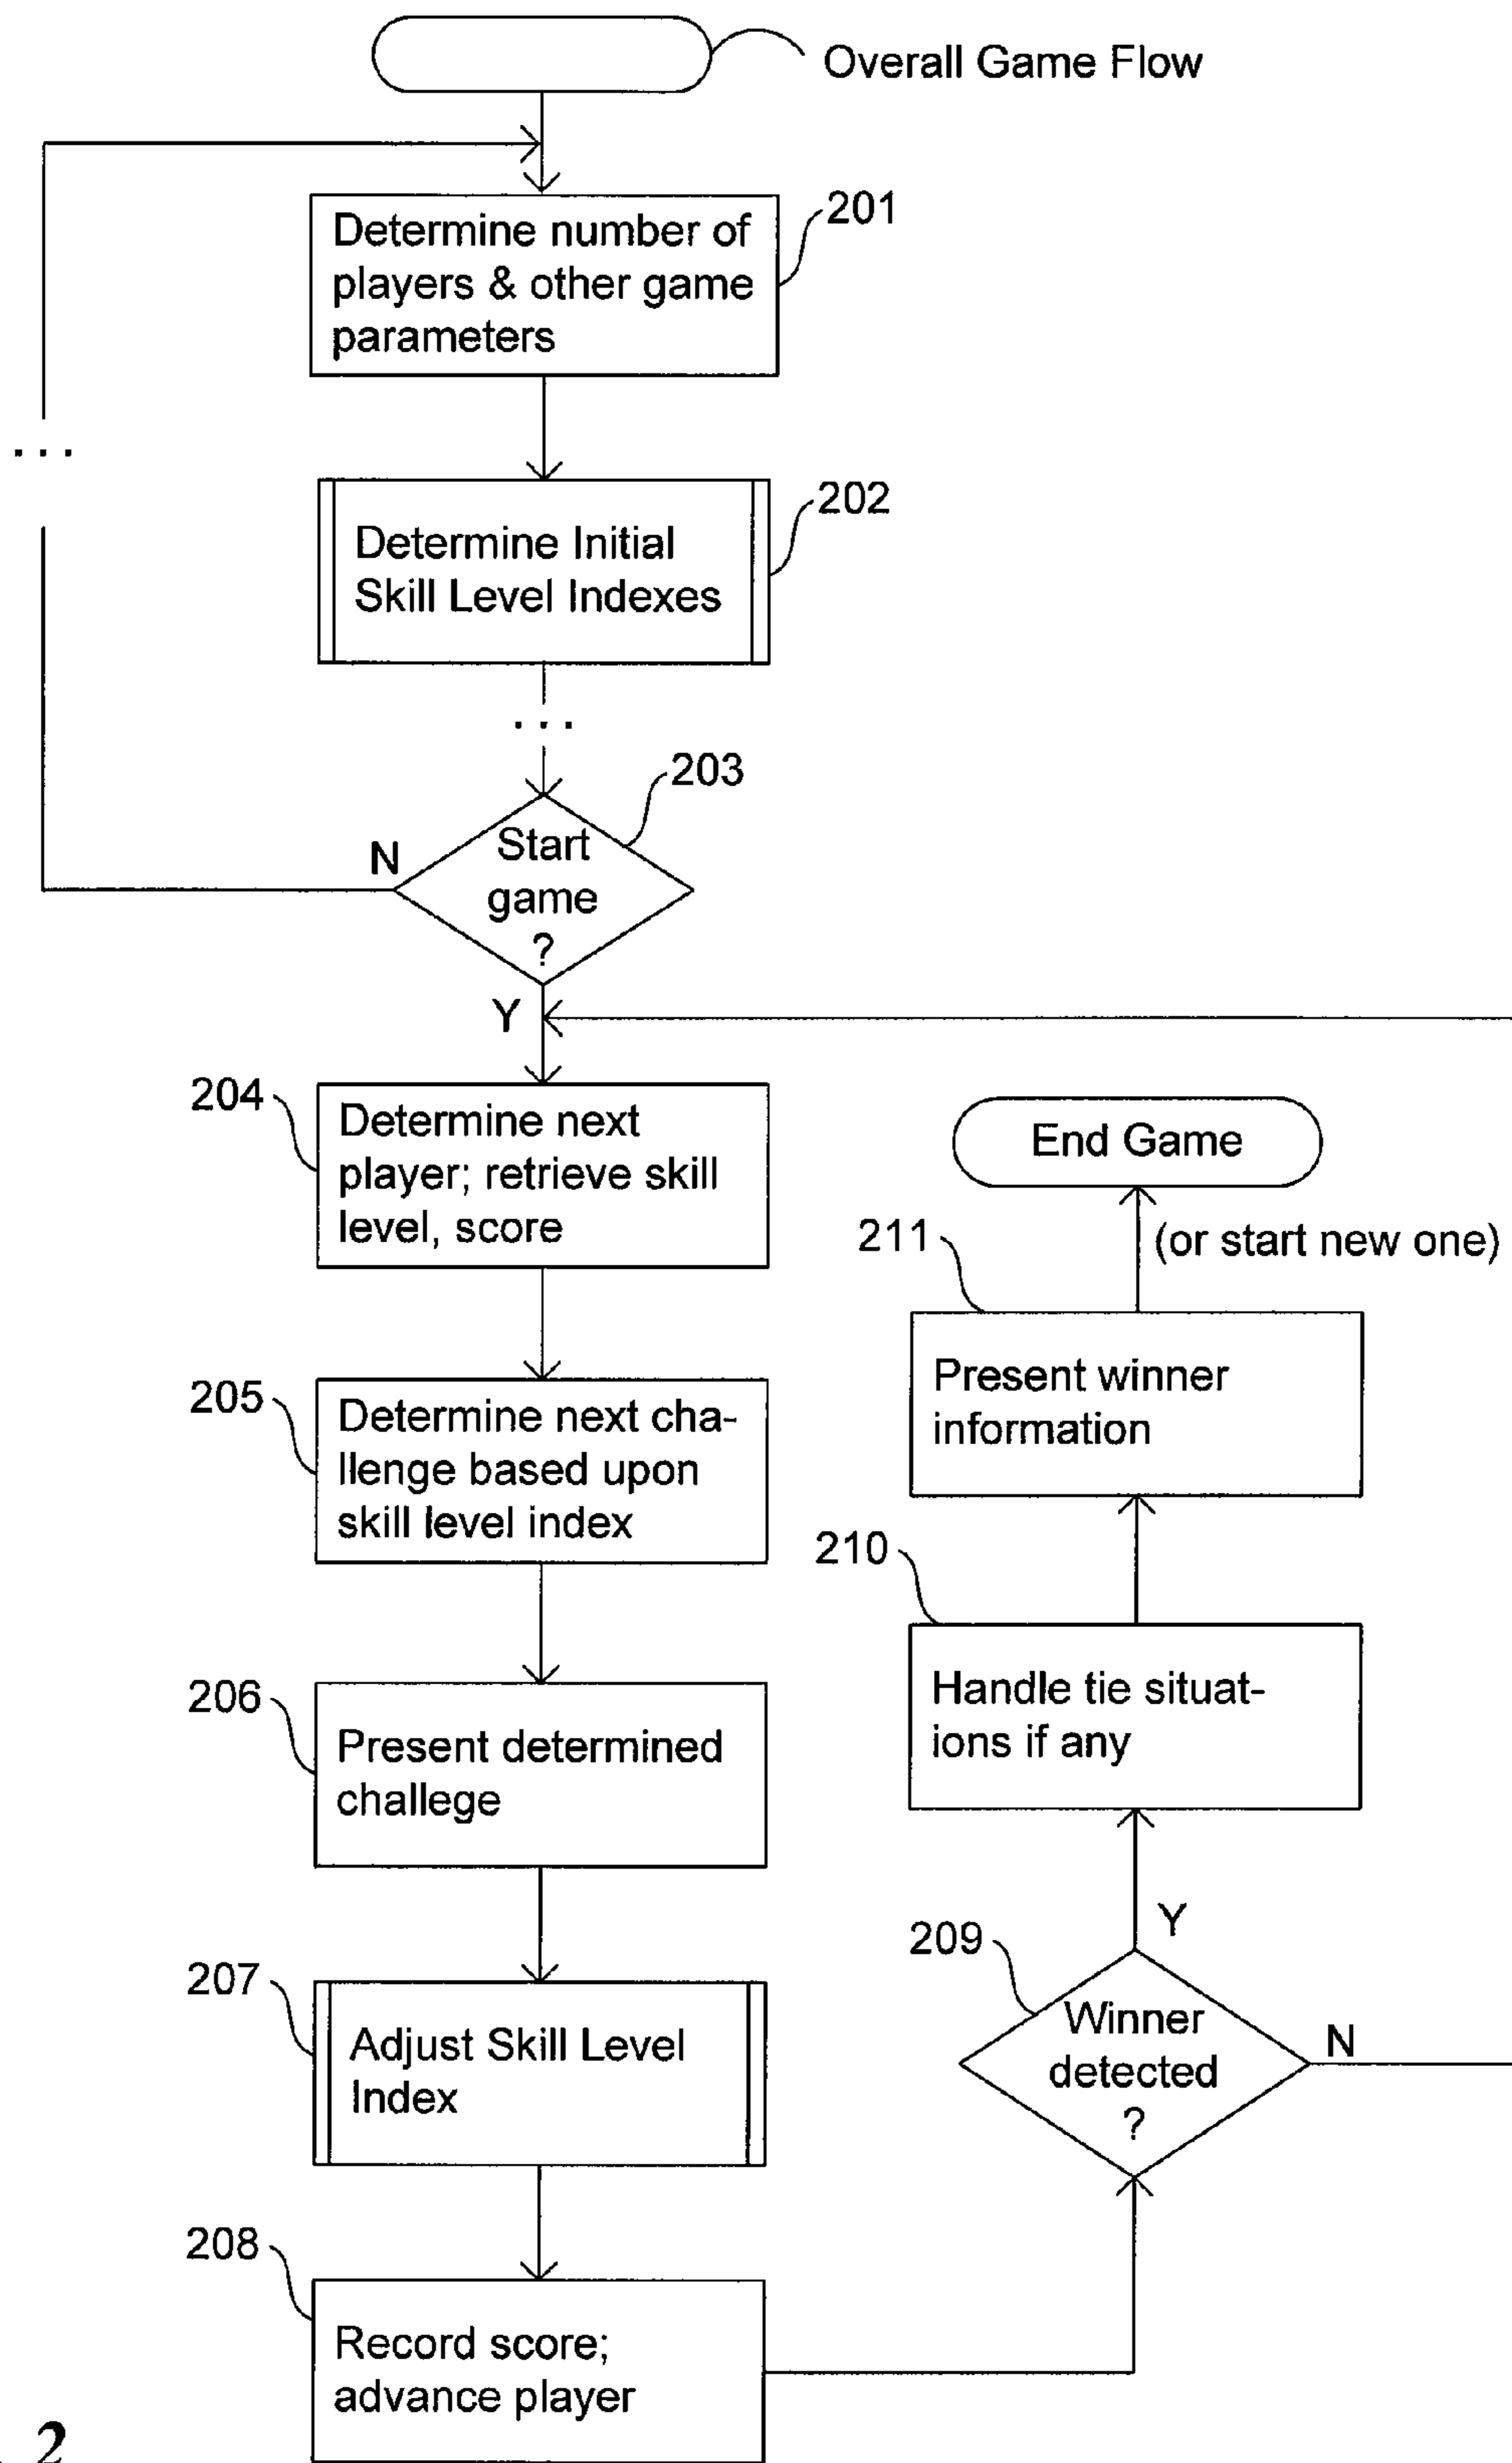 Overall Game Flow
201
Determine number of
players & other game
parameters
...
202
Determine Initial
Skill Level Indexes
...
203
N
Start
game
?
Y
204
Determine next
player; retrieve skill
level, score
End Game
211
(or start new one)
205
Determine next cha-
llenge based upon
skill level index
Present winner
information
210
206
Present determined
challege
Handle tie situat-
ions if any
Y
209
207
Adjust Skill Level
Index
Winner
detected
?
N
208
Record score;
advance player
2